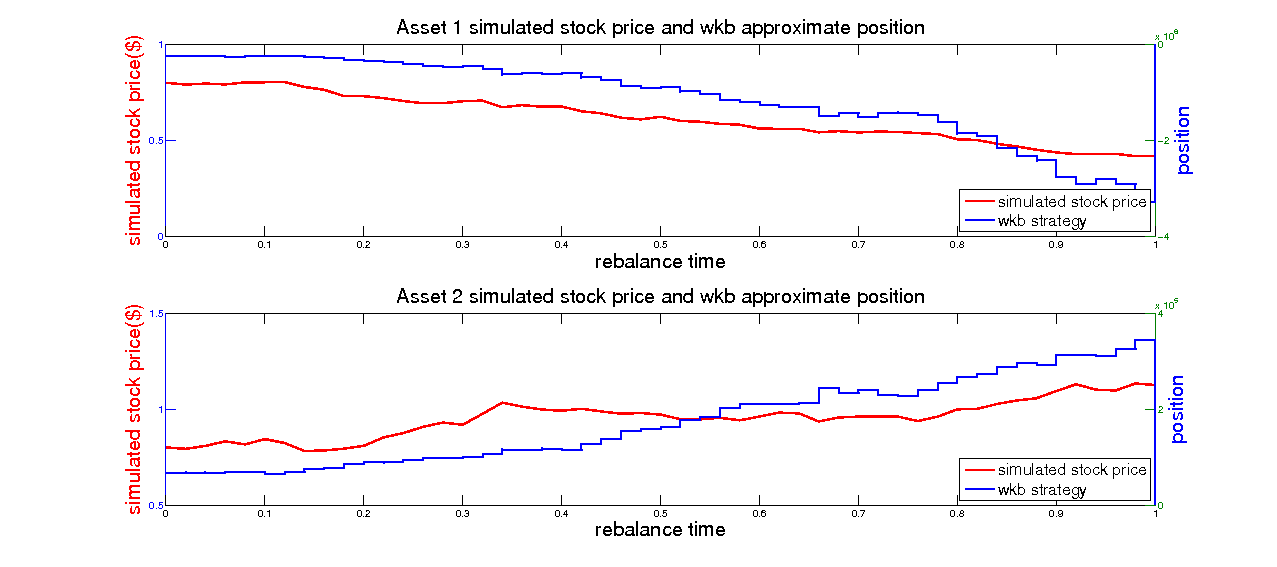 Asset 1 simulated stock price and wkb approximate position
x 10
1 0
simulated stock price($)
0.5 -2
position
simulated stock price
wkb strategy
0 -4
0 0.1 0.2 0.3 0.4 0.5 0.6 0.7 0.8 0.9 1
rebalance time
Asset 2 simulated stock price and wkb approximate position
x 10
1.5 4
simulated stock price($)
1 2
position
simulated stock price
wkb strategy
0.5 0
0 0.1 0.2 0.3 0.4 0.5 0.6 0.7 0.8 0.9 1
rebalance time